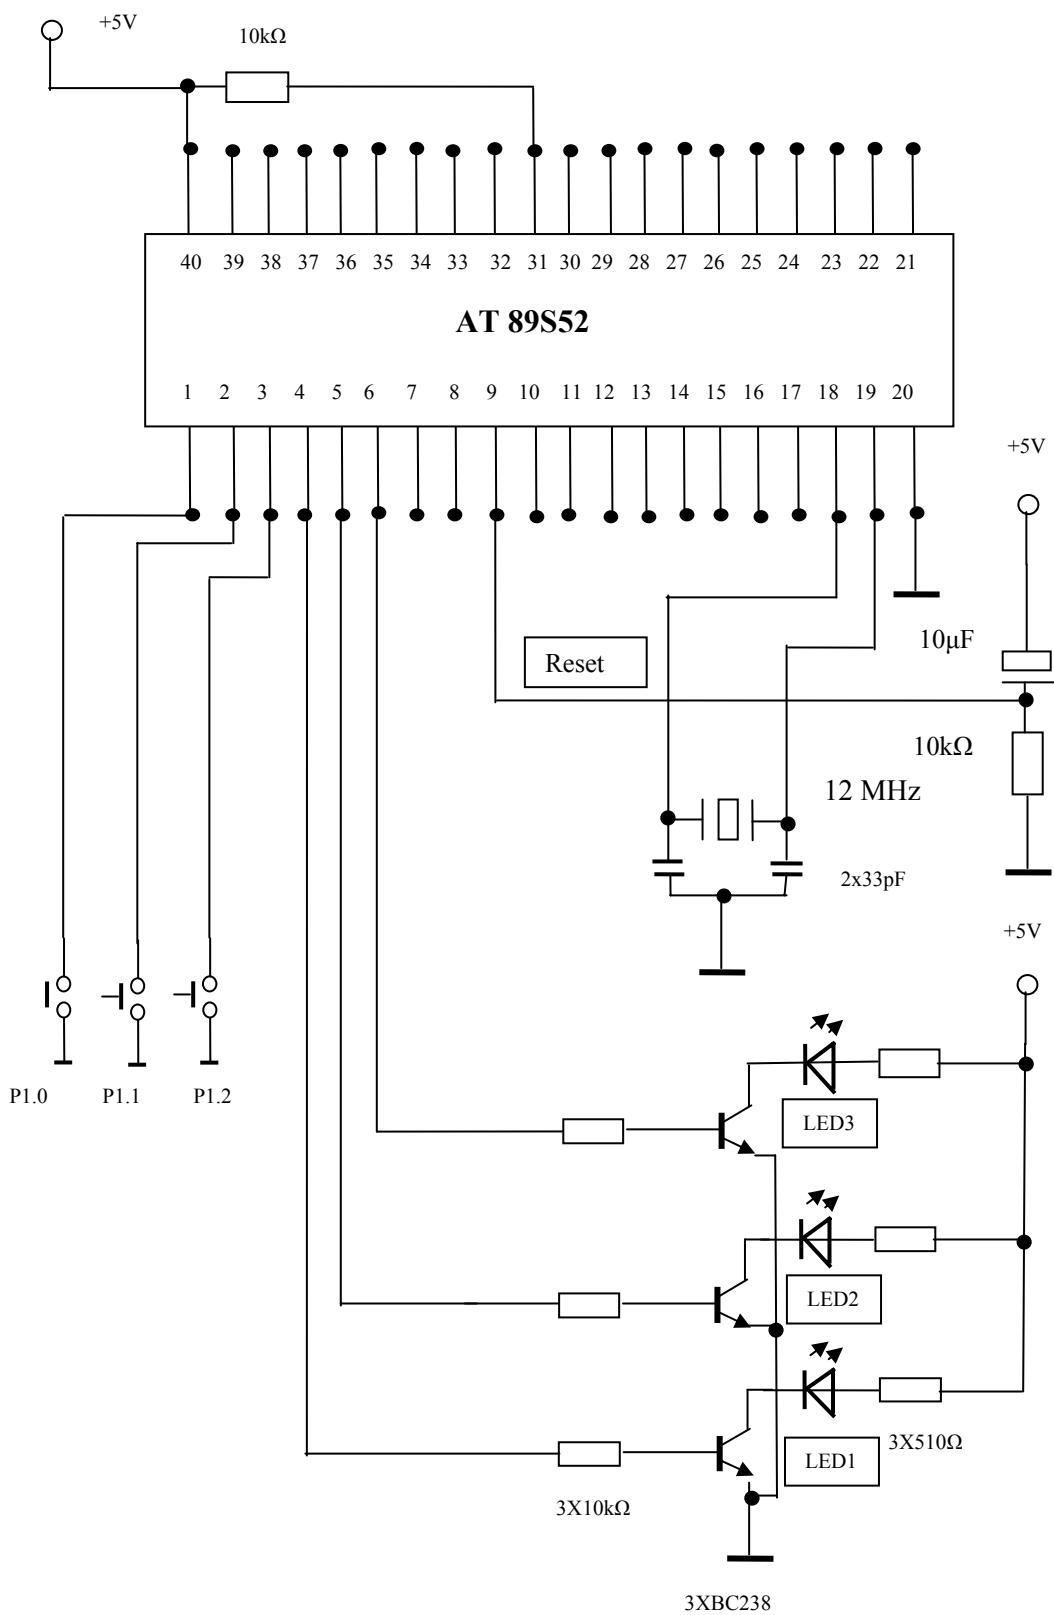 +5V
10kΩ
40 39 38 37 36 35 34 33 32 31 30 29 28 27 26 25 24 23 22 21
AT 89S52
1 2 3 4 5 6 7 8 9 10 11 12 13 14 15 16 17 18 19 20
+5V
10μF
Reset
10kΩ
12 MHz
2x33pF
+5V
P1.0 P1.1 P1.2
LED3
LED2
3X510Ω
LED1
3X10kΩ
3XBC238